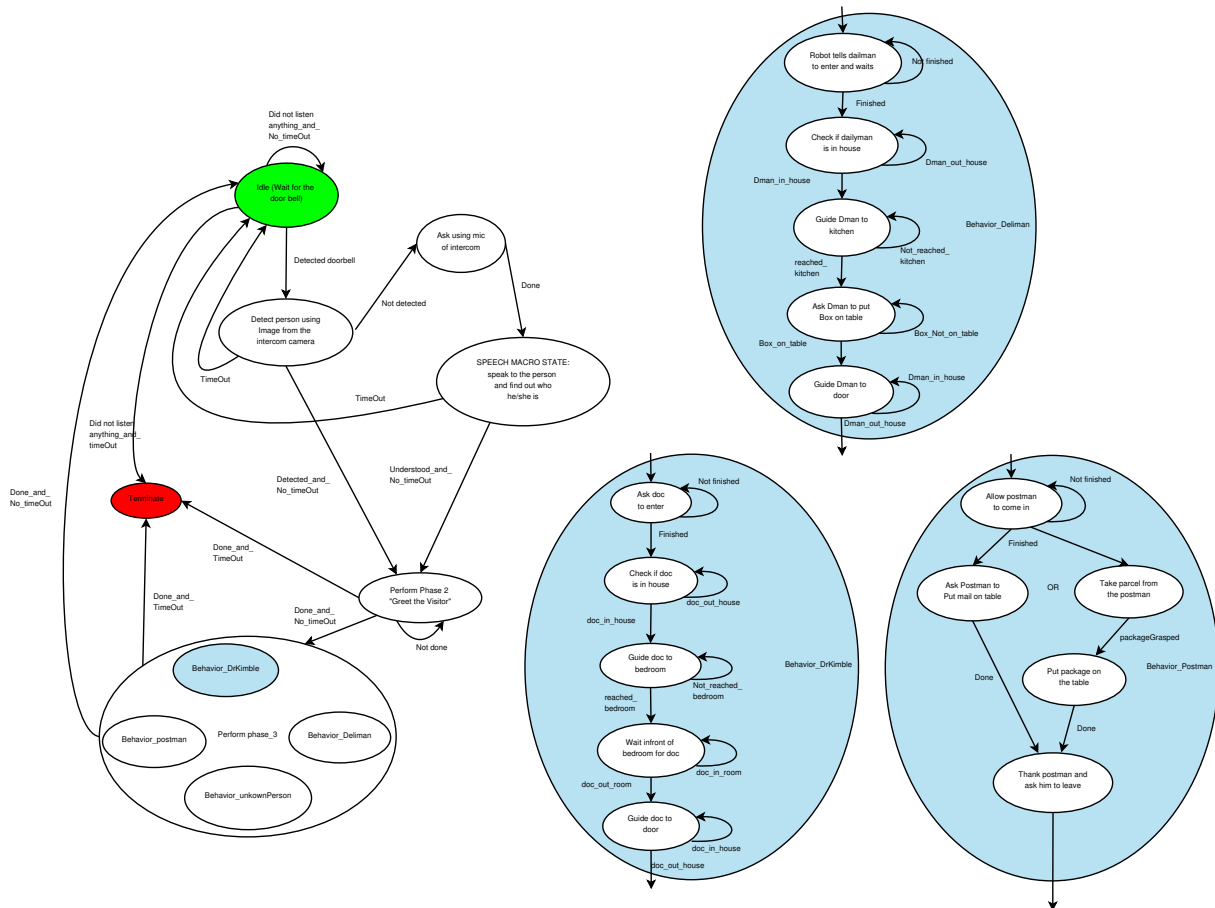 Did not listen
anything_and_
No_timeOut
Idle (Wait for the
door bell)
Detected doorbell
Ask using mic
of intercom
Not detected
Done
Detect person using
Image from the
intercom camera
TimeOut
SPEECH MACRO STATE:
speak to the person
and find out who
he/she is
TimeOut
Did not listen
anything_and_
timeOut
Done_and_
No_timeOut
Terminate
Detected_and_
No_timeOut
Understood_and_
No_timeOut
Done_and_
TimeOut
Perform Phase 2
"Greet the Visitor"
Not done
Done_and_
No_timeOut
Done_and_
TimeOut
Behavior_DrKimble
Behavior_postman
Perform phase_3
Behavior_Deliman
Behavior_unkownPerson
Robot tells dailman
to enter and waits
Not finished
Finished
Check if dailyman
is in house
Dman_out_house
Dman_in_house
Guide Dman to
kitchen
Behavior_Deliman
Not_reached_
kitchen
reached_
kitchen
Ask Dman to put
Box on table
Box_Not_on_table
Box_on_table
Guide Dman to
door
Dman_in_house
Dman_out_house
Ask doc
to enter
Not finished
Finished
Check if doc
is in house
doc_out_house
doc_in_house
Guide doc to
bedroom
Behavior_DrKimble
Not_reached_
bedroom
reached_
bedroom
Wait infront of
bedroom for doc
doc_in_room
doc_out_room
Guide doc to
door
doc_in_house
doc_out_house
Allow postman
to come in
Not finished
Finished
Ask Postman to
Put mail on table
OR
Take parcel from
the postman
packageGrasped
Behavior_Postman
Put package on
the table
Done
Done
Thank postman and
ask him to leave